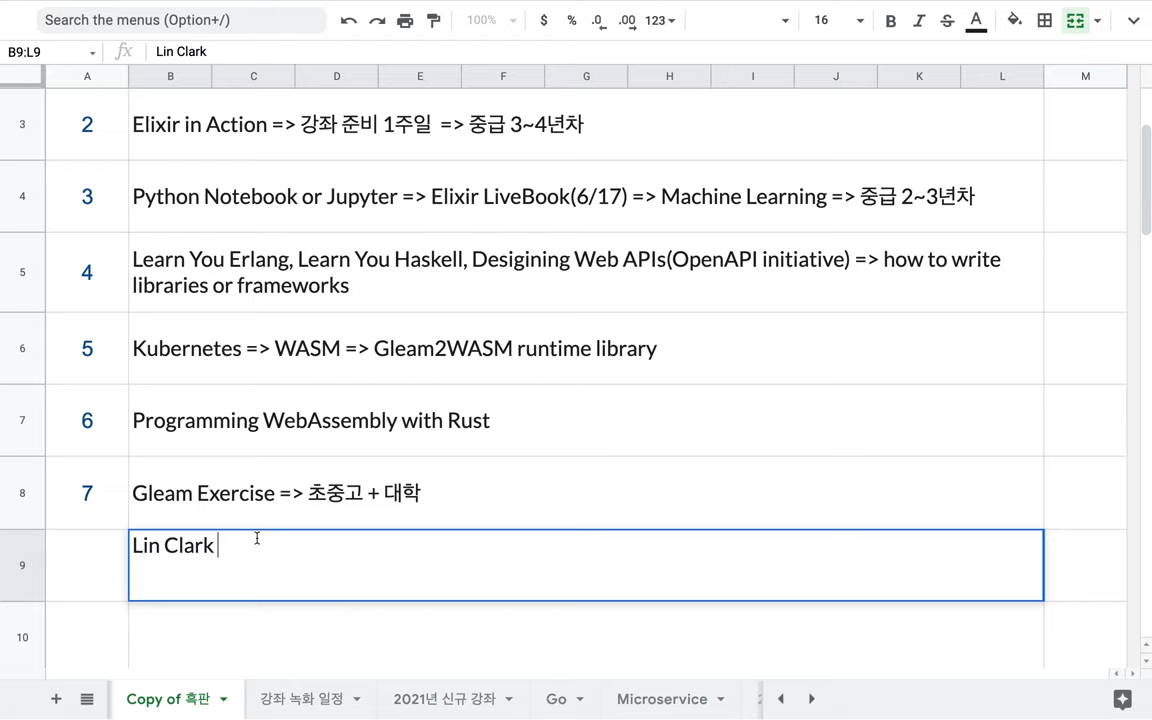 Search the menus (Option+/)
100%
$ % .0 .00 123
16
B I S A
B9:L9
fx Lin Clark
A B C D E F G H I J K L M
3 2 Elixir in Action => 강좌 준비 1주일 => 중급 3~4년차
4 3 Python Notebook or Jupyter => Elixir LiveBook(6/17) => Machine Learning => 중급 2~3년차
5 4 Learn You Erlang, Learn You Haskell, Desigining Web APIs(OpenAPI initiative) => how to write
libraries or frameworks
6 5 Kubernetes => WASM => Gleam2WASM runtime library
7 6 Programming WebAssembly with Rust
8 7 Gleam Exercise => 초중고 + 대학
9 Lin Clark
10
Copy of 흑판 강좌 녹화 일정 2021년 신규 강좌 Go Microservice